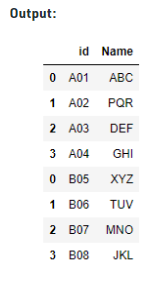 Output:
id Name
0 A01 ABC
1 A02 PQR
2 A03 DEF
3 A04 GHI
0 B05 XYZ
1 B06 TUV
2 B07 MNO
3 B08 JKL